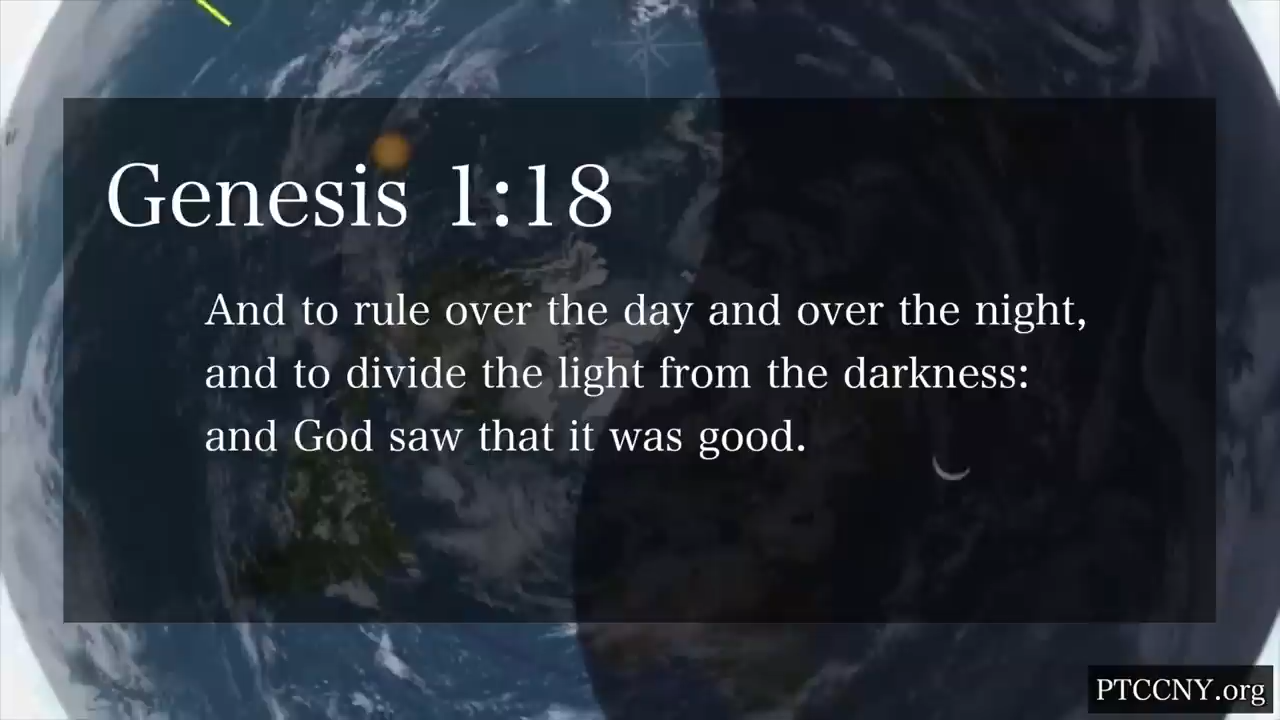 Genesis 1:18
And to rule over the day and over the night,
and to divide the light from the darkness:
and God saw that it was good.
PTCCNY.org